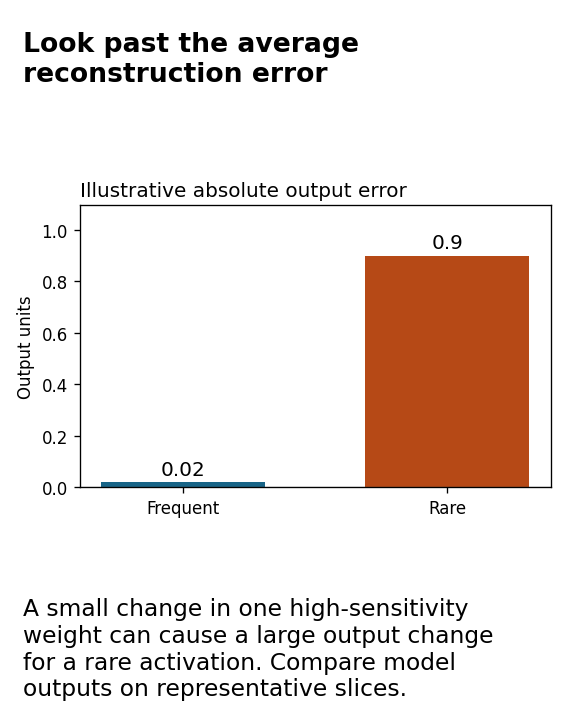 Look past the average
reconstruction error
Illustrative absolute output error
Output units
1.0
0.8
0.6
0.4
0.2
0.0
0.02
0.9
Frequent
Rare
A small change in one high-sensitivity
weight can cause a large output change
for a rare activation. Compare model
outputs on representative slices.